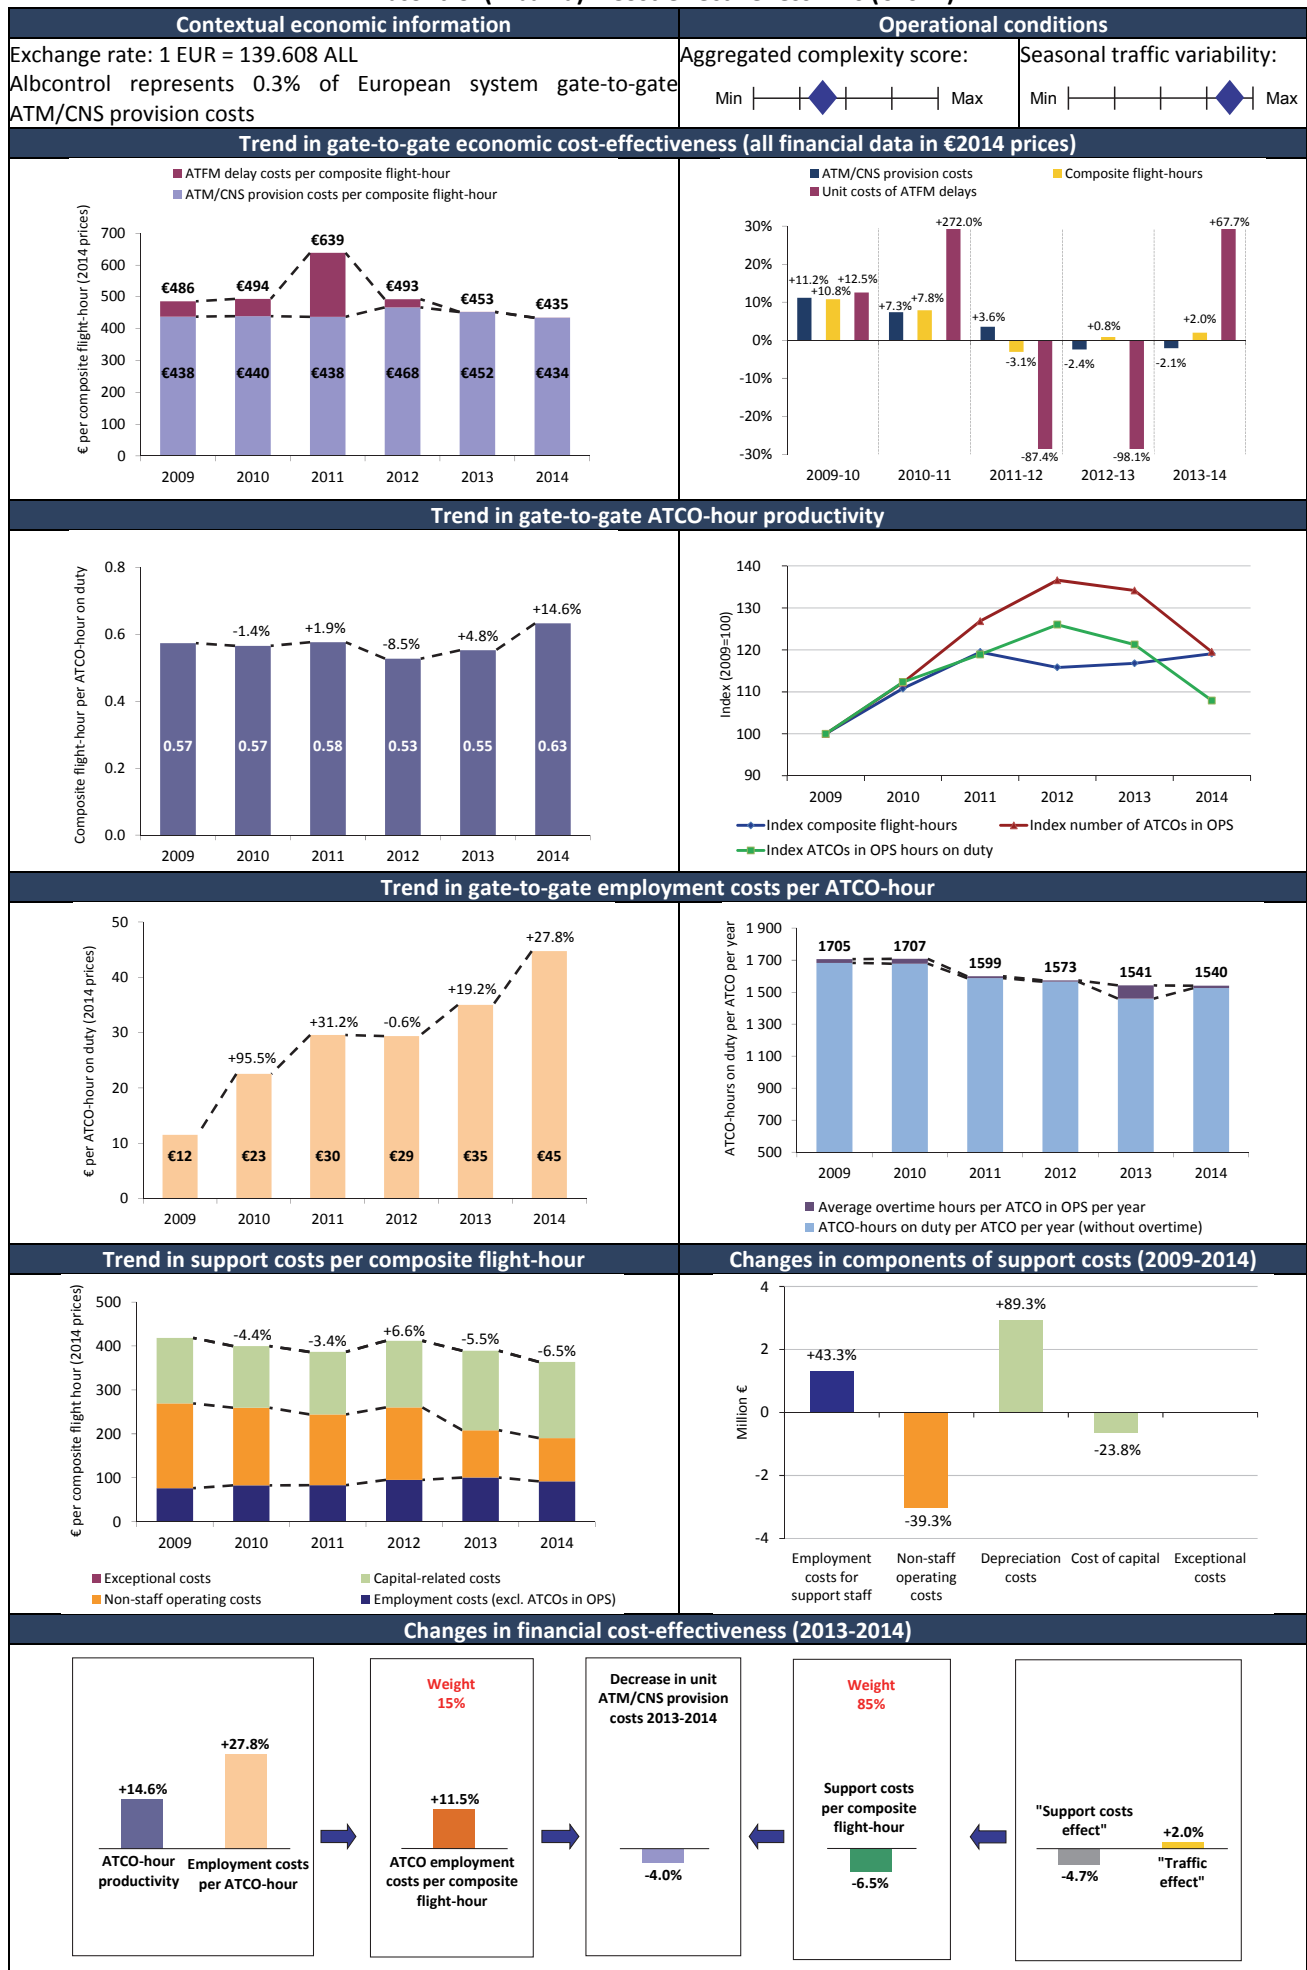 Contextual economic information
Operational conditions
Exchange rate: 1 EUR = 139.608 ALL
Albcontrol represents 0.3% of European system gate-to-gate
ATM/CNS provision costs
Aggregated complexity score:
Min Max
Seasonal traffic variability:
Min Max
Trend in gate-to-gate economic cost-effectiveness (all financial data in €2014 prices)
ATFM delay costs per composite flight-hour
ATM/CNS provision costs per composite flight-hour
€ per composite flight-hour (2014 prices)
700
600
500
400
300
200
100
0
€486 €494 €639 €493 €453 €435
€438 €440 €438 €468 €452 €434
2009 2010 2011 2012 2013 2014
ATM/CNS provision costs Composite flight-hours
Unit costs of ATFM delays
30%
20%
10%
0%
-10%
-20%
-30%
+11.2% +10.8% +12.5%
+7.3% +7.8% +272.0%
+3.6% -3.1% -87.4%
-2.4% +0.8% -98.1%
-2.1% +2.0% +67.7%
2009-10 2010-11 2011-12 2012-13 2013-14
Trend in gate-to-gate ATCO-hour productivity
Composite flight-hour per ATCO-hour on duty
0.8
0.6
0.4
0.2
0.0
-1.4% +1.9% -8.5% +4.8% +14.6%
0.57 0.57 0.58 0.53 0.55 0.63
2009 2010 2011 2012 2013 2014
Index (2009=100)
140
130
120
110
100
90
2009 2010 2011 2012 2013 2014
Index composite flight-hours Index number of ATCOs in OPS
Index ATCOs in OPS hours on duty
Trend in gate-to-gate employment costs per ATCO-hour
€ per ATCO-hour on duty (2014 prices)
50
40
30
20
10
0
+95.5% +31.2% -0.6% +19.2% +27.8%
€12 €23 €30 €29 €35 €45
2009 2010 2011 2012 2013 2014
ATCO-hours on duty per ATCO per year
1 900
1 700
1 500
1 300
1 100
900
700
500
1705 1707 1599 1573 1541 1540
2009 2010 2011 2012 2013 2014
Average overtime hours per ATCO in OPS per year
ATCO-hours on duty per ATCO per year (without overtime)
Trend in support costs per composite flight-hour
Changes in components of support costs (2009-2014)
€ per composite flight hour (2014 prices)
500
400
300
200
100
0
-4.4% -3.4% +6.6% -5.5% -6.5%
2009 2010 2011 2012 2013 2014
Exceptional costs Capital-related costs
Non-staff operating costs Employment costs (excl. ATCOs in OPS)
Million €
4
2
0
-2
-4
+43.3% -39.3% +89.3% -23.8%
Employment Non-staff Depreciation Cost of capital Exceptional
costs for operating costs costs
support staff costs
Changes in financial cost-effectiveness (2013-2014)
+14.6%
+27.8%
ATCO-hour
productivity
Employment costs
per ATCO-hour
Weight
15%
+11.5%
ATCO employment
costs per composite
flight-hour
Decrease in unit
ATM/CNS provision
costs 2013-2014
-4.0%
Weight
85%
Support costs
per composite
flight-hour
-6.5%
"Support costs
effect"
-4.7%
+2.0%
"Traffic
effect"